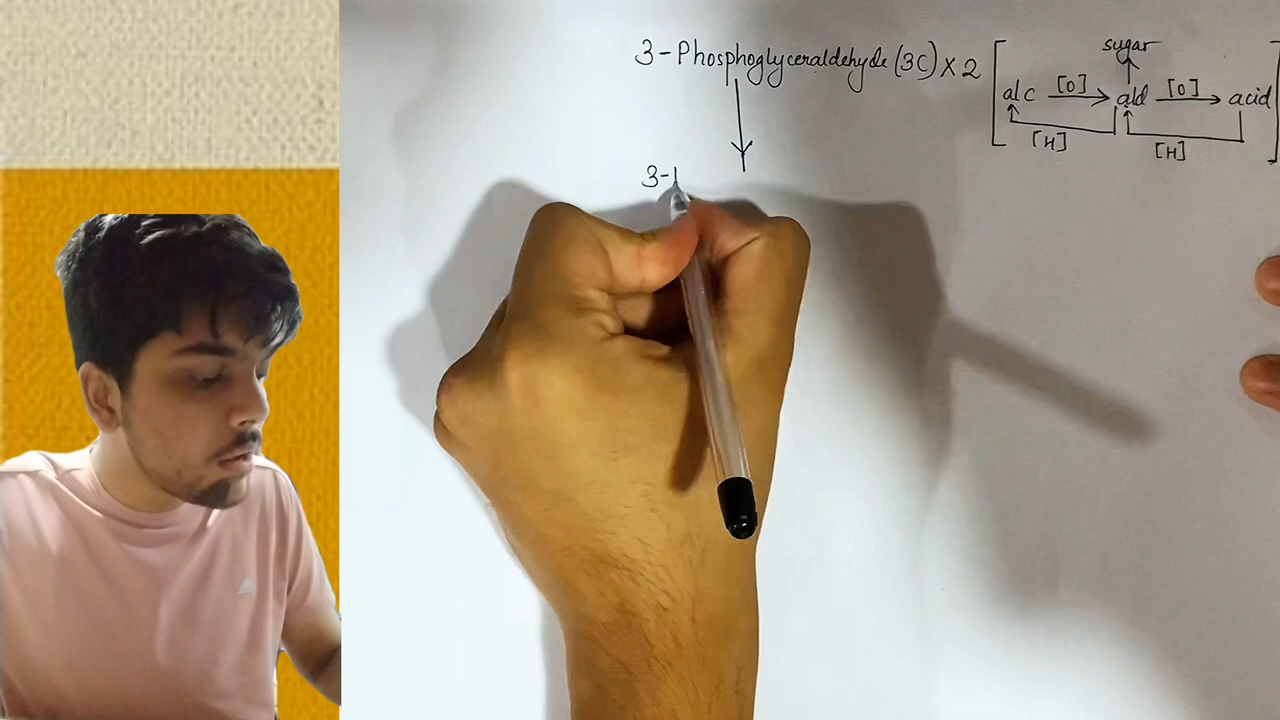 3-Phosphoglyceraldehyde (3C) × 2
sugar
alc [O] ald [O] acid
[H] [H]
3-